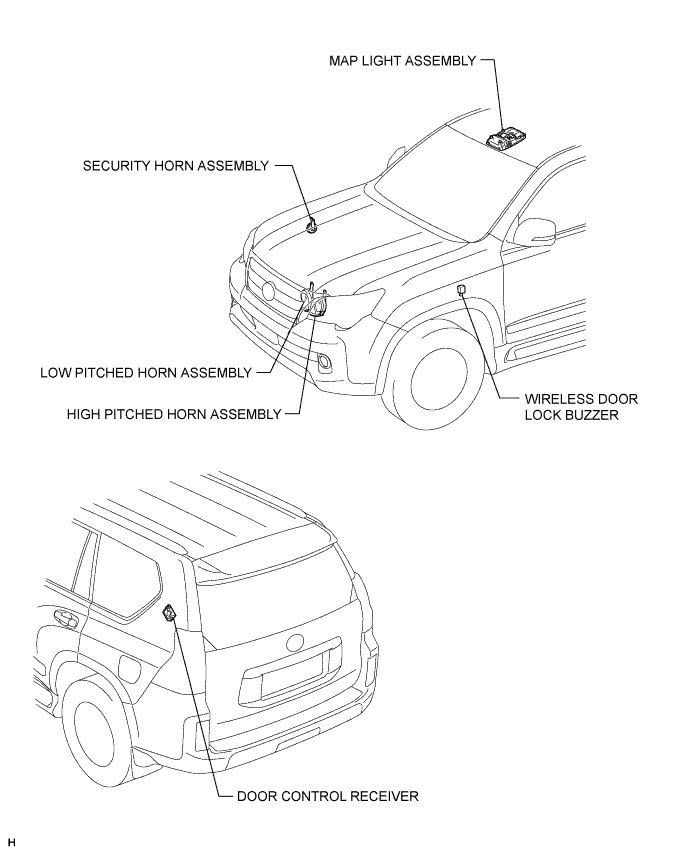 MAP LIGHT ASSEMBLY
SECURITY HORN ASSEMBLY
LOW PITCHED HORN ASSEMBLY
HIGH PITCHED HORN ASSEMBLY
WIRELESS DOOR
LOCK BUZZER
DOOR CONTROL RECEIVER
H